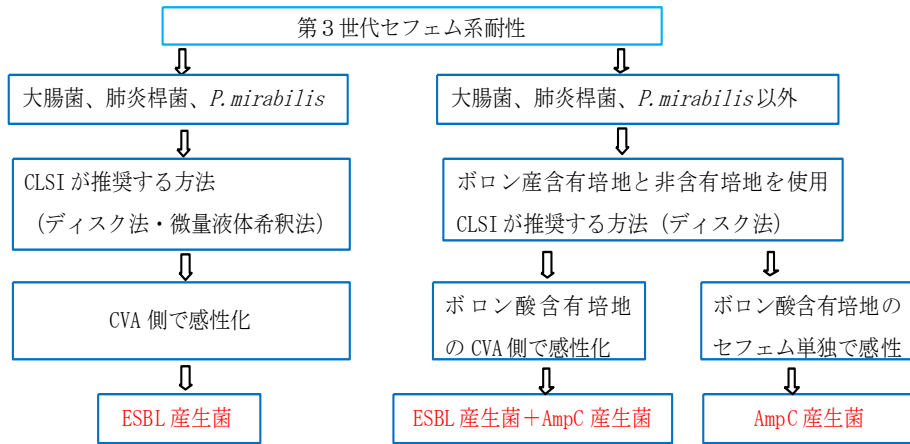 第３世代セフェム系耐性
大腸菌、肺炎桿菌、P.mirabilis
大腸菌、肺炎桿菌、P.mirabilis以外
CLSIが推奨する方法
（ディスク法・微量液体希釈法）
ボロン産含有培地と非含有培地を使用
CLSIが推奨する方法（ディスク法）
CVA側で感性化
ボロン酸含有培地
のCVA側で感性化
ボロン酸含有培地の
セフェム単独で感性
ESBL産生菌
ESBL産生菌＋AmpC産生菌
AmpC産生菌